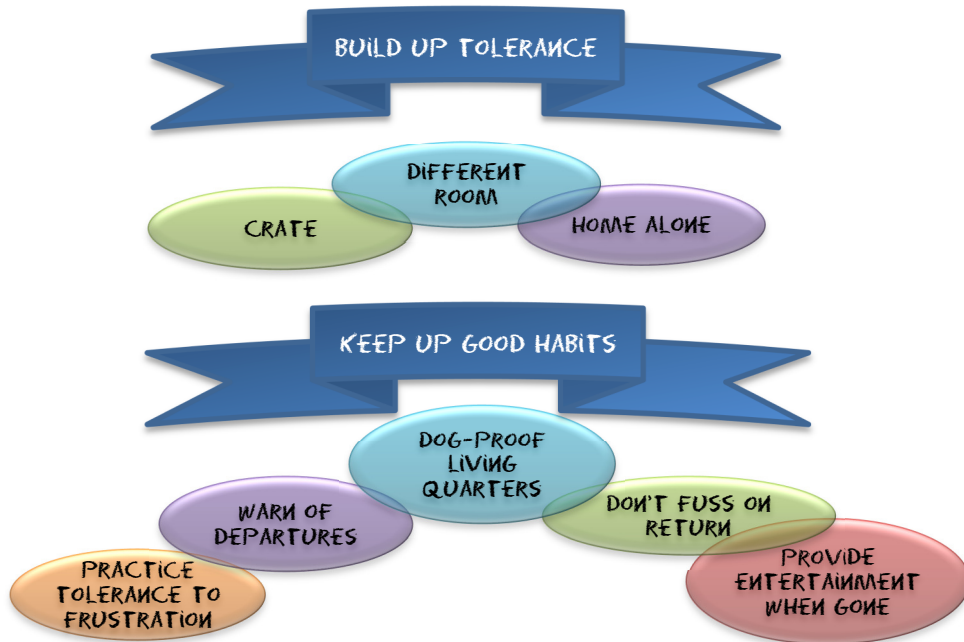 BUILD UP TOLERANCE
DIFFERENT
ROOM
CRATE
HOME ALONE
KEEP UP GOOD HABITS
DOG-PROOF
LIVING
QUARTERS
WARN OF
DEPARTURES
DON'T FUSS ON
RETURN
PRACTICE
TOLERANCE TO
FRUSTRATION
PROVIDE
ENTERTAINMENT
WHEN GONE